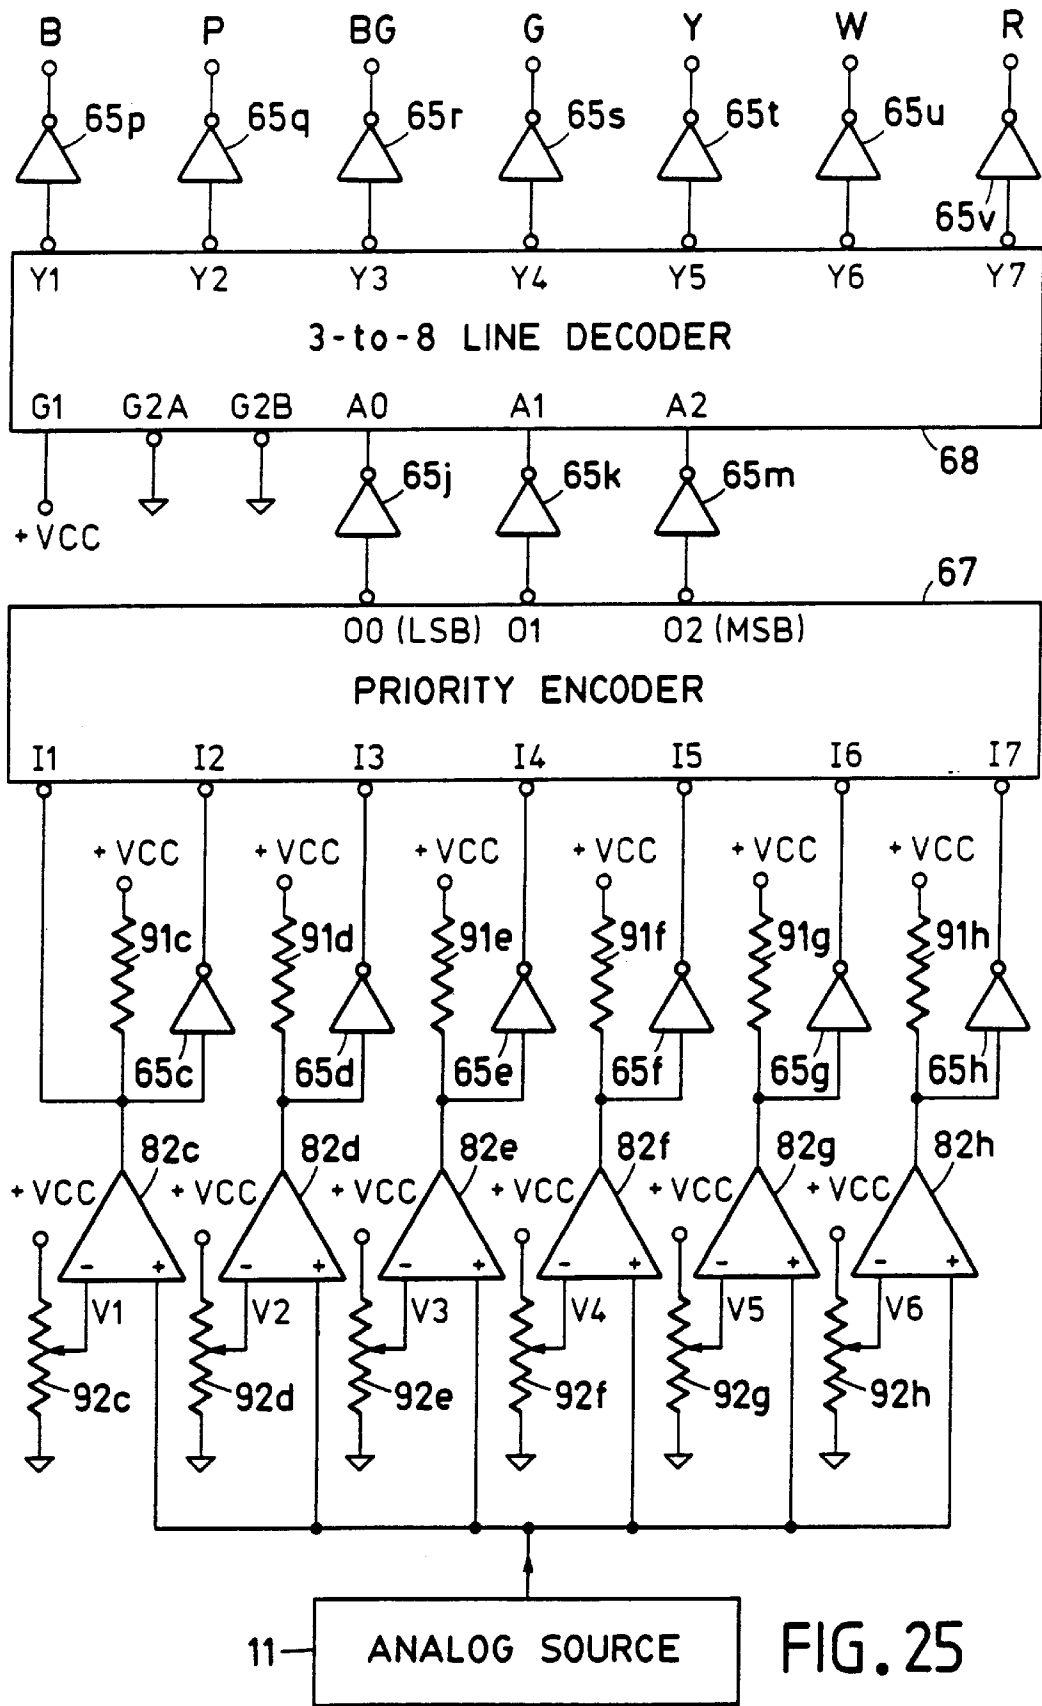 B P BG G Y W R
65p 65q 65r 65s 65t 65u
65v
Y1 Y2 Y3 Y4 Y5 Y6 Y7
3-to-8 LINE DECODER
G1 G2A G2B A0 A1 A2
68
65j 65k 65m
+VCC
67
O0 (LSB) O1 O2 (MSB)
PRIORITY ENCODER
I1 I2 I3 I4 I5 I6 I7
+VCC +VCC +VCC +VCC +VCC +VCC
91c 91d 91e 91f 91g 91h
65c 65d 65e 65f 65g 65h
82c 82d 82e 82f 82g 82h
+VCC +VCC +VCC +VCC +VCC +VCC
- + - + - + - + - + - +
V1 V2 V3 V4 V5 V6
92c 92d 92e 92f 92g 92h
11 ANALOG SOURCE
FIG. 25